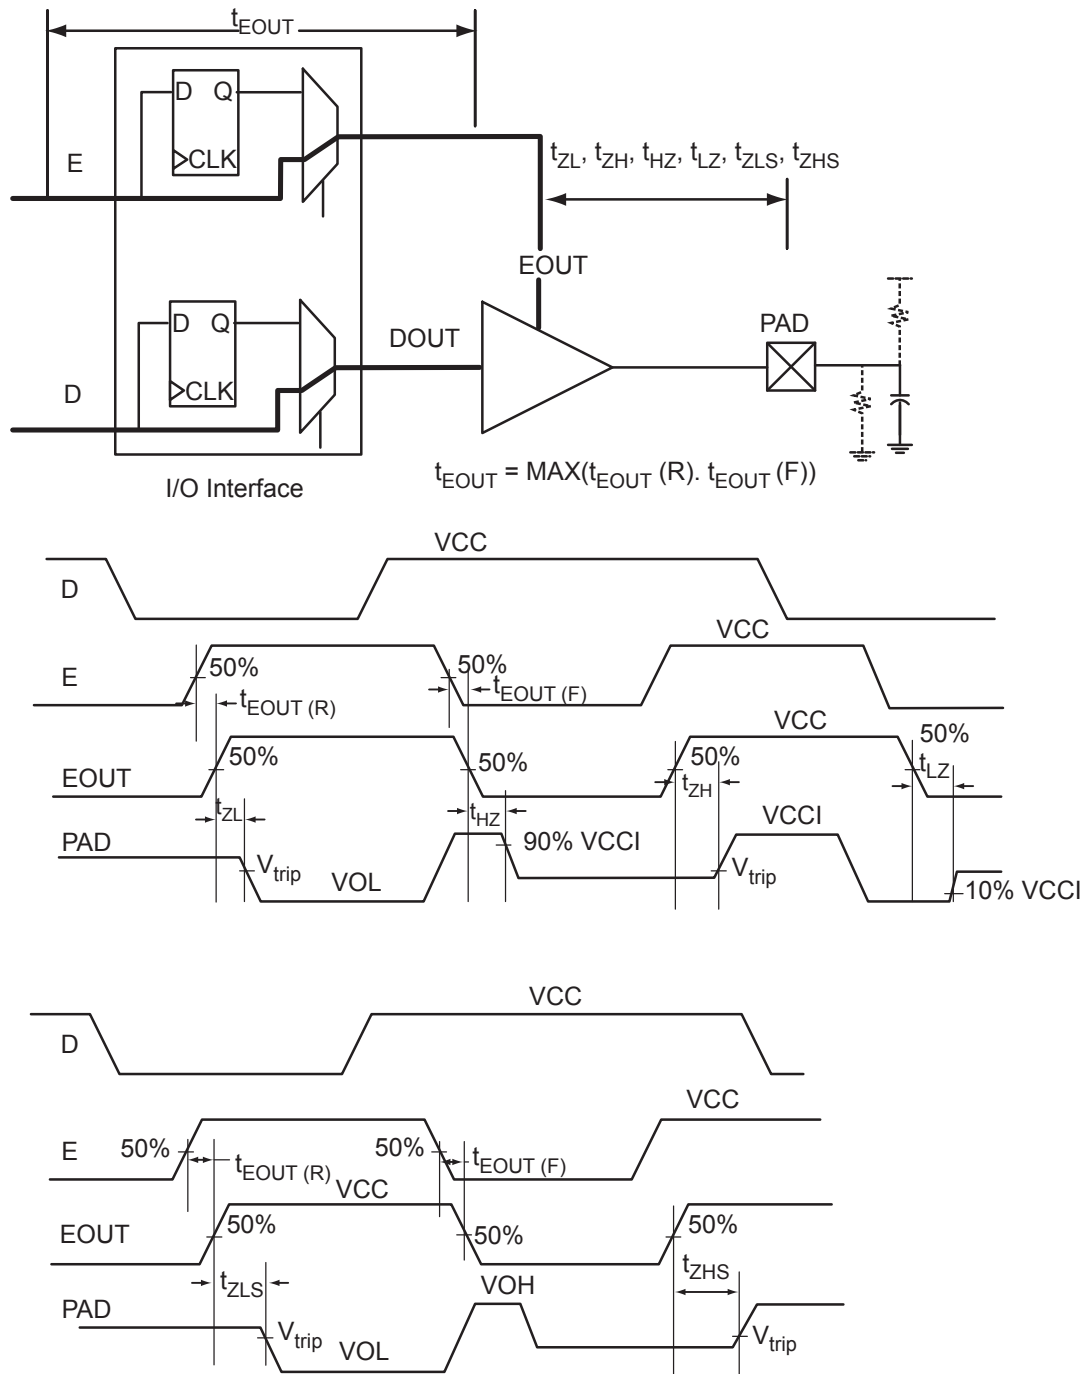 tEOUT
D Q
CLK
E
tZL, tZH, tHZ, tLZ, tZLS, tZHS
EOUT
D Q
CLK
DOUT
PAD
D
I/O Interface
tEOUT = MAX(tEOUT (R). tEOUT (F))
VCC
D
VCC
E
50%
50%
tEOUT (R)
tEOUT (F)
VCC
50%
EOUT
50%
50%
50%
tLZ
tZL
tHZ
tZH
VCCI
PAD
90% VCCI
Vtrip
VOL
Vtrip
10% VCCI
VCC
D
VCC
E
50%
50%
tEOUT (R)
tEOUT (F)
VCC
EOUT
50%
50%
50%
tZLS
VOH
tZHS
PAD
Vtrip
VOL
Vtrip